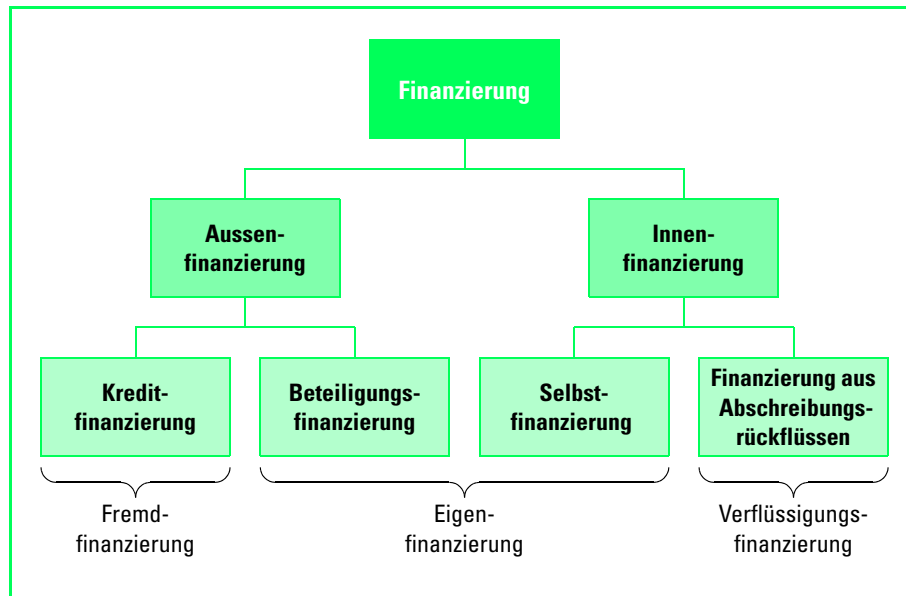 Finanzierung
Aussen-
finanzierung
Innen-
finanzierung
Kredit-
finanzierung
Beteiligungs-
finanzierung
Selbst-
finanzierung
Finanzierung aus
Abschreibungs-
rückflüssen
Fremd-
finanzierung
Eigen-
finanzierung
Verflüssigungs-
finanzierung